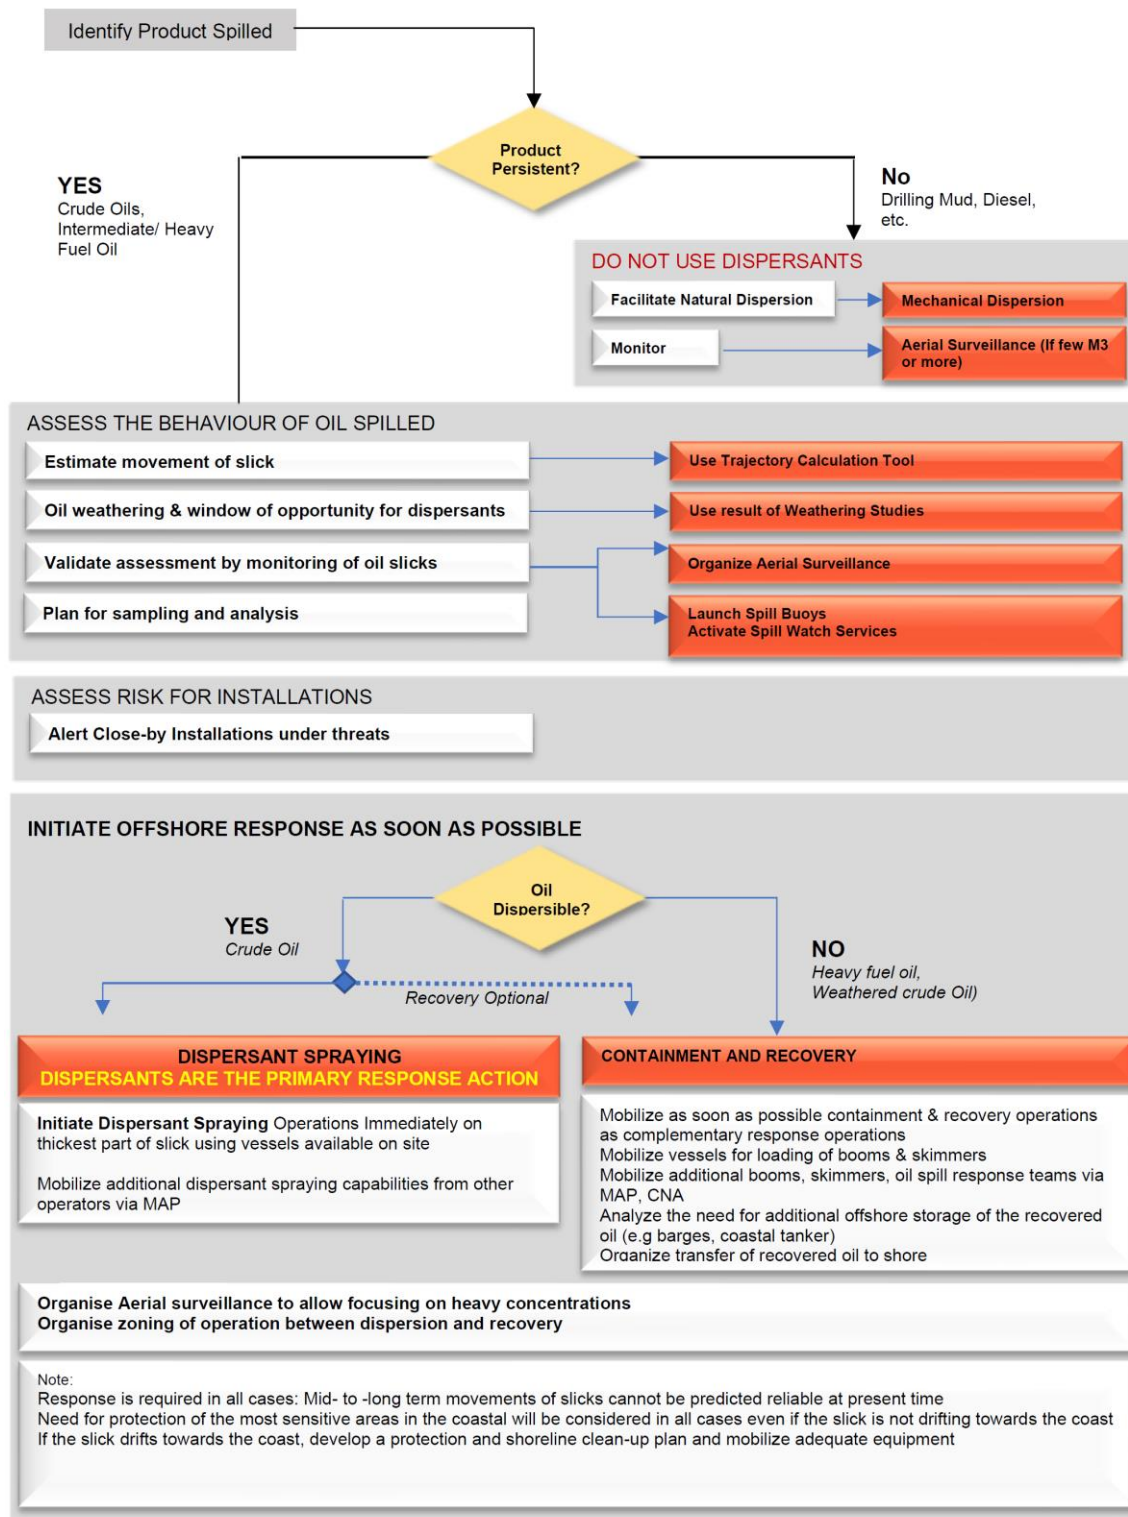 Identify Product Spilled
Product
Persistent?
YES
Crude Oils,
Intermediate/ Heavy
Fuel Oil
No
Drilling Mud, Diesel,
etc.
DO NOT USE DISPERSANTS
Facilitate Natural Dispersion
Mechanical Dispersion
Monitor
Aerial Surveillance (If few M3
or more)
ASSESS THE BEHAVIOUR OF OIL SPILLED
Estimate movement of slick
Use Trajectory Calculation Tool
Oil weathering & window of opportunity for dispersants
Use result of Weathering Studies
Validate assessment by monitoring of oil slicks
Organize Aerial Surveillance
Plan for sampling and analysis
Launch Spill Buoys
Activate Spill Watch Services
ASSESS RISK FOR INSTALLATIONS
Alert Close-by Installations under threats
INITIATE OFFSHORE RESPONSE AS SOON AS POSSIBLE
Oil
Dispersible?
YES
Crude Oil
NO
Heavy fuel oil,
Weathered crude Oil)
Recovery Optional
DISPERSANT SPRAYING
DISPERSANTS ARE THE PRIMARY RESPONSE ACTION
Initiate Dispersant Spraying Operations Immediately on
thickest part of slick using vessels available on site
Mobilize additional dispersant spraying capabilities from other
operators via MAP
CONTAINMENT AND RECOVERY
Mobilize as soon as possible containment & recovery operations
as complementary response operations
Mobilize vessels for loading of booms & skimmers
Mobilize additional booms, skimmers, oil spill response teams via
MAP, CNA
Analyze the need for additional offshore storage of the recovered
oil (e.g barges, coastal tanker)
Organize transfer of recovered oil to shore
Organise Aerial surveillance to allow focusing on heavy concentrations
Organise zoning of operation between dispersion and recovery
Note:
Response is required in all cases: Mid- to -long term movements of slicks cannot be predicted reliable at present time
Need for protection of the most sensitive areas in the coastal will be considered in all cases even if the slick is not drifting towards the coast
If the slick drifts towards the coast, develop a protection and shoreline clean-up plan and mobilize adequate equipment